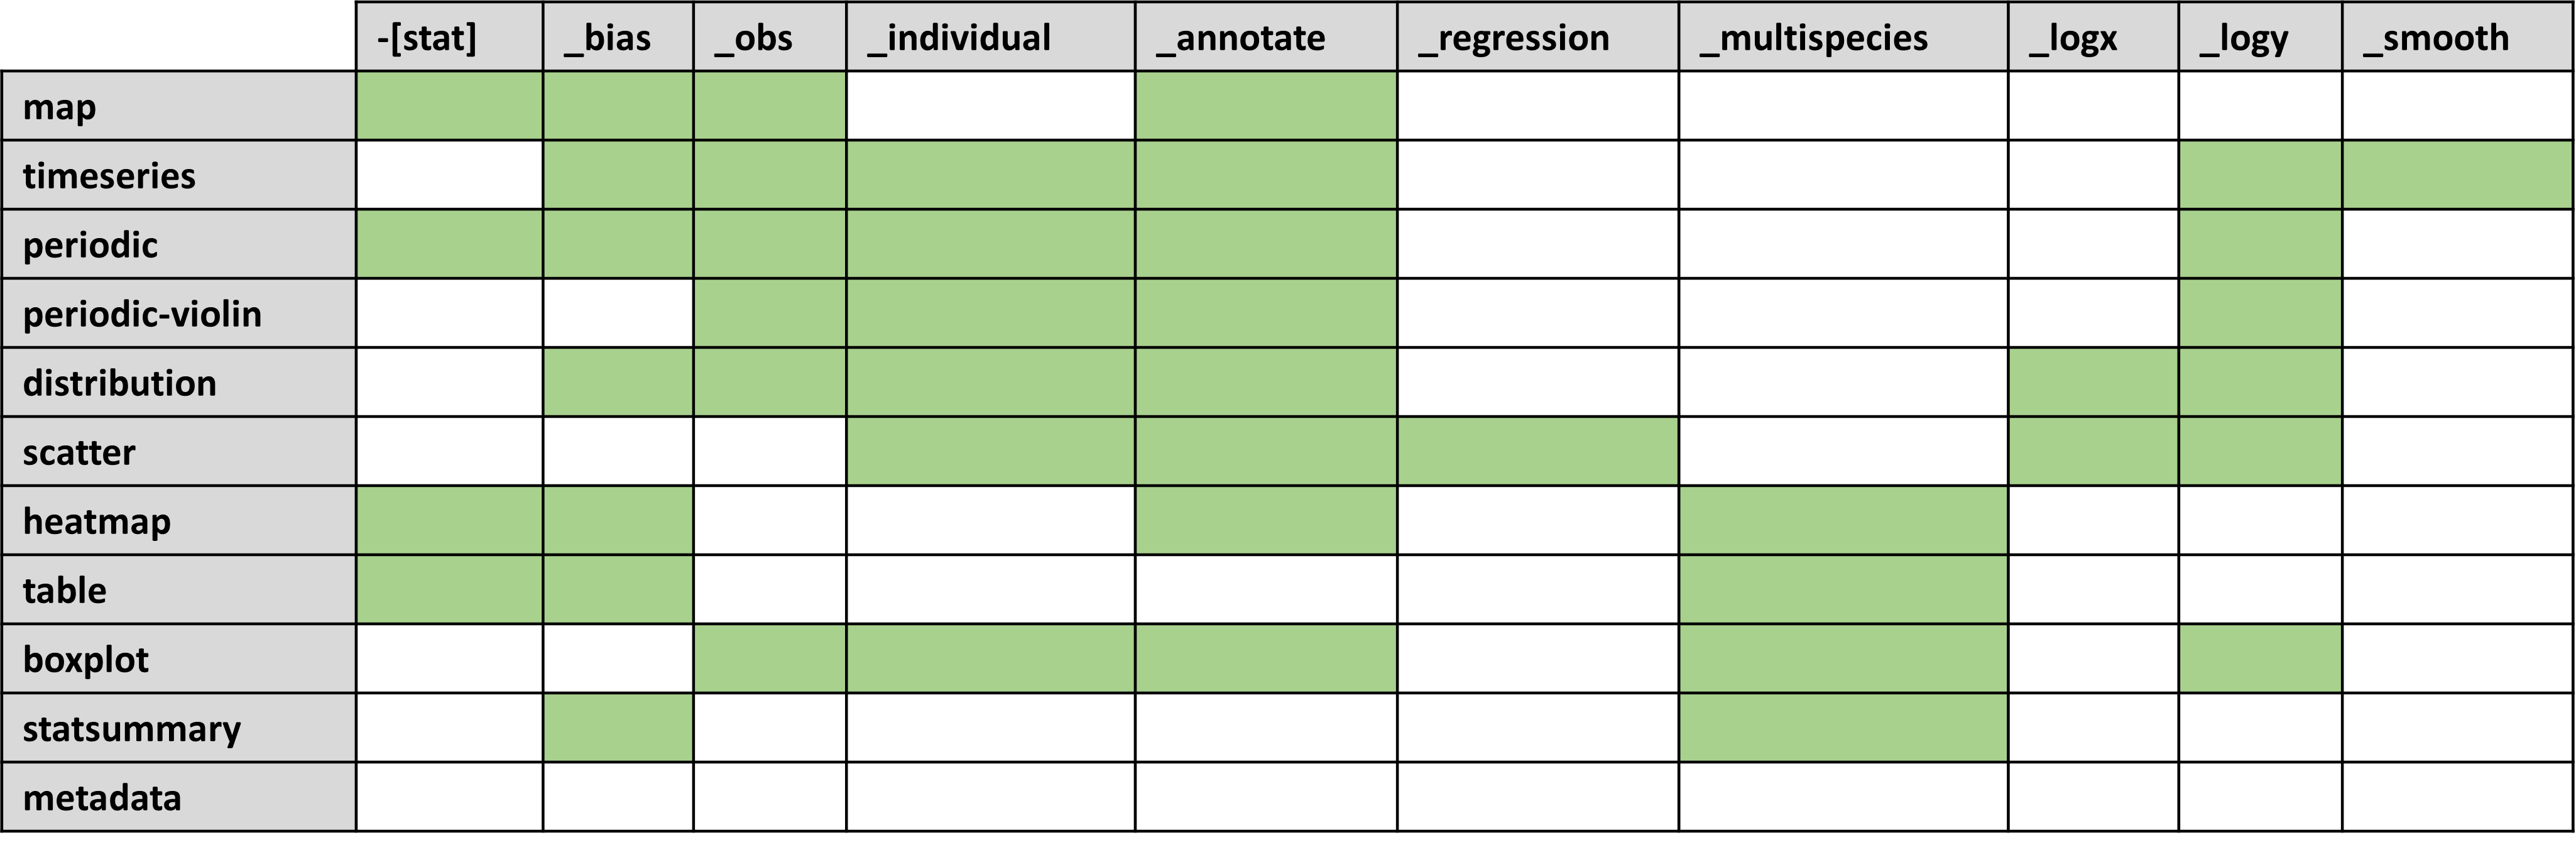 -[stat] _bias _obs _individual _annotate _regression _multispecies _logx _logy _smooth
map
timeseries
periodic
periodic-violin
distribution
scatter
heatmap
table
boxplot
statsummary
metadata